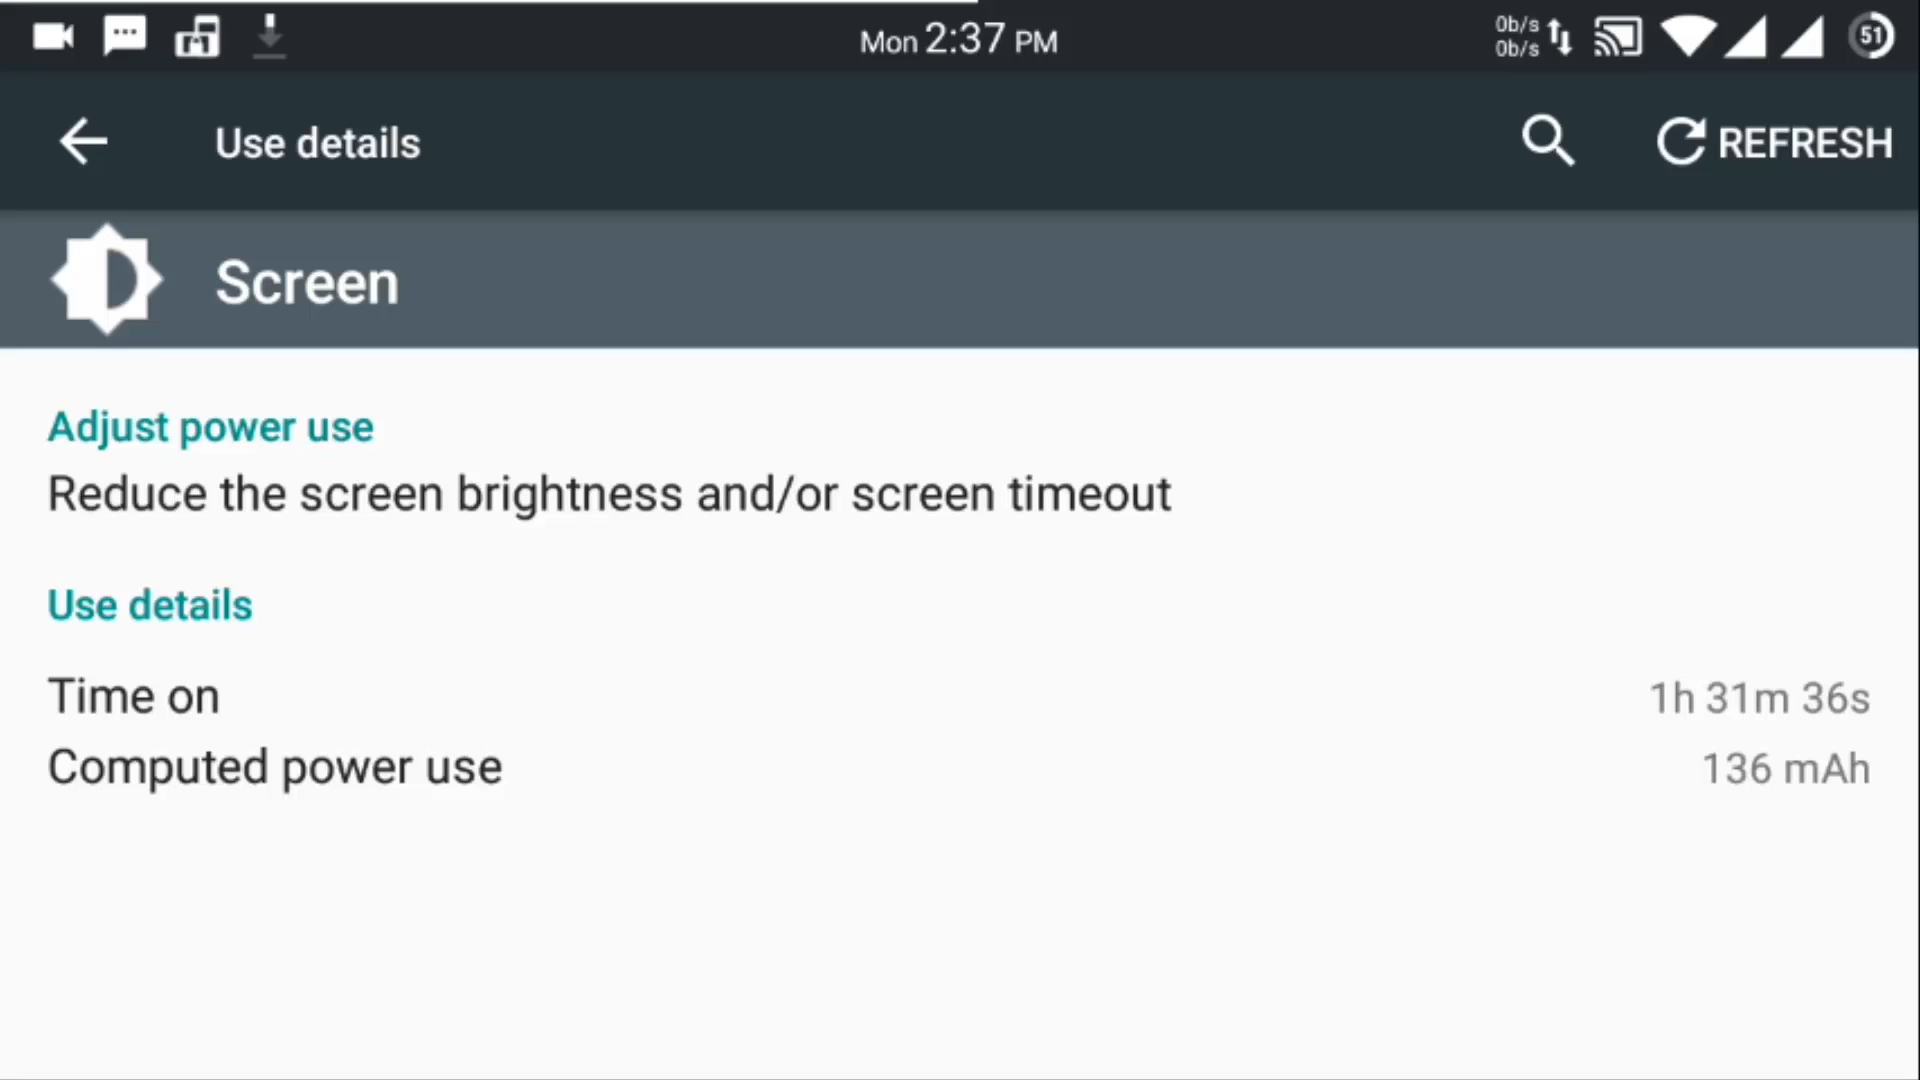 Mon 2:37 PM
0b/s
0b/s
51
Use details
REFRESH
Screen
Adjust power use
Reduce the screen brightness and/or screen timeout
Use details
Time on
1h 31m 36s
Computed power use
136 mAh